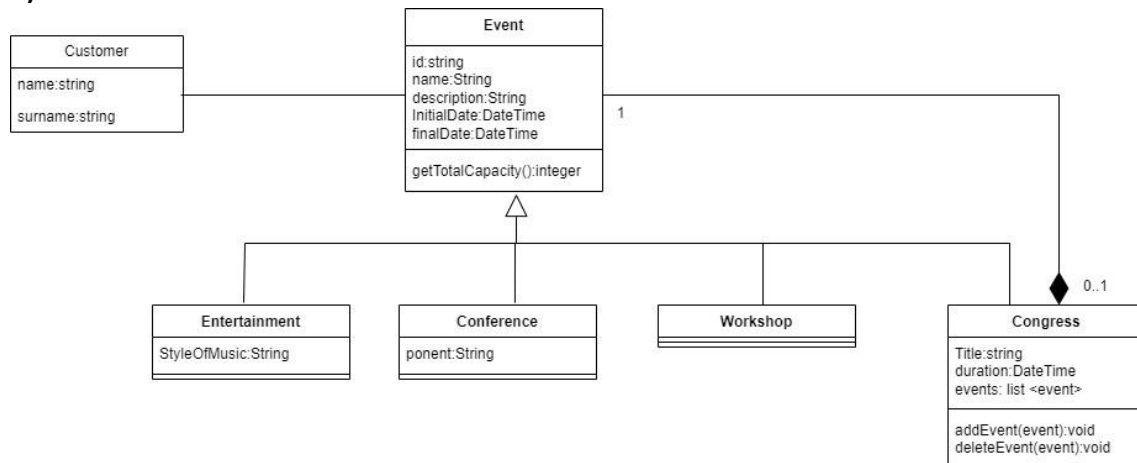 Customer
name:string
surname:string
Event
id:string
name:String
description:String
InitialDate:DateTime
finalDate:DateTime
getTotalCapacity():integer
1
0..1
Entertainment
StyleOfMusic:String
Conference
ponent:String
Workshop
Congress
Title:string
duration:DateTime
events: list <event>
addEvent(event):void
deleteEvent(event):void